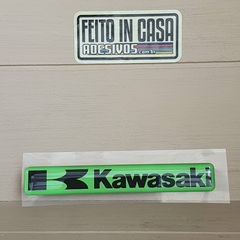 FEITO IN CASA
ADESIVOS.com.br
K Kawasaki